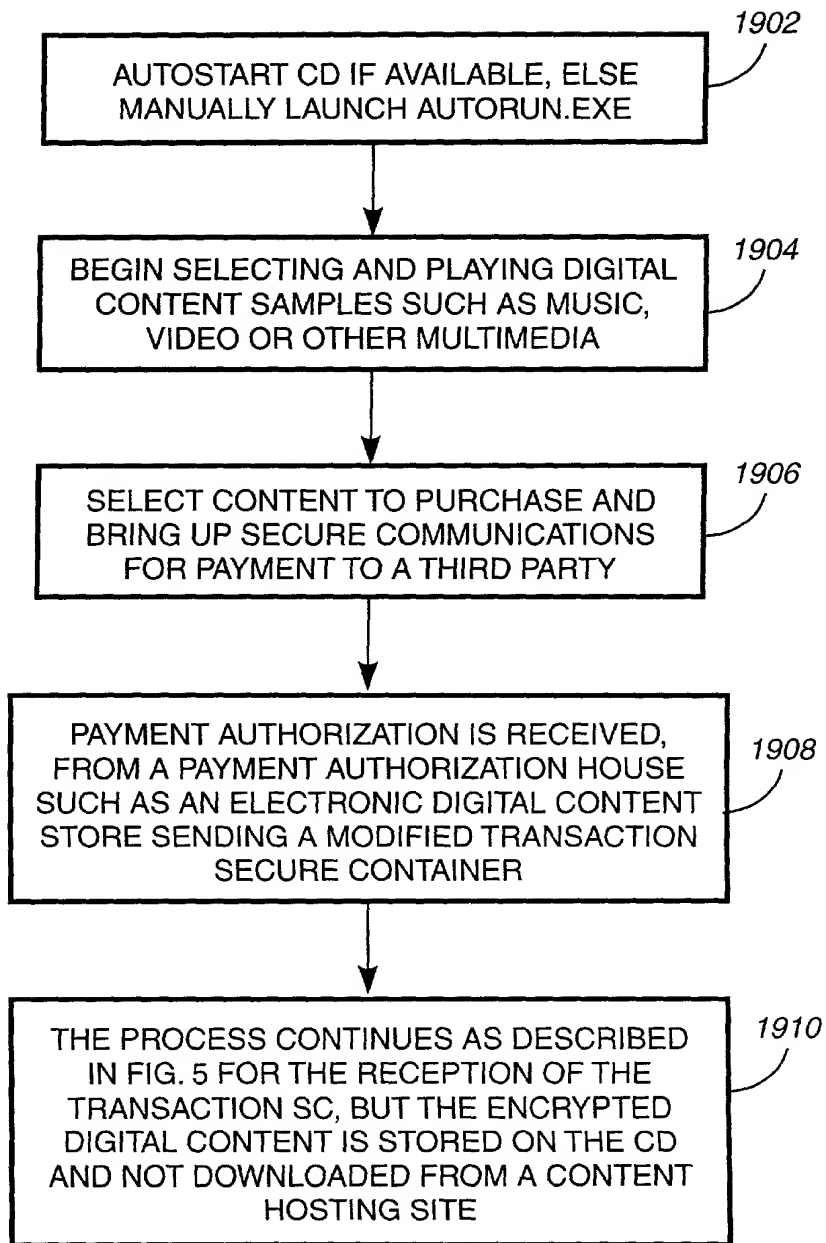 1902
AUTOSTART CD IF AVAILABLE, ELSE
MANUALLY LAUNCH AUTORUN.EXE
1904
BEGIN SELECTING AND PLAYING DIGITAL
CONTENT SAMPLES SUCH AS MUSIC,
VIDEO OR OTHER MULTIMEDIA
1906
SELECT CONTENT TO PURCHASE AND
BRING UP SECURE COMMUNICATIONS
FOR PAYMENT TO A THIRD PARTY
1908
PAYMENT AUTHORIZATION IS RECEIVED,
FROM A PAYMENT AUTHORIZATION HOUSE
SUCH AS AN ELECTRONIC DIGITAL CONTENT
STORE SENDING A MODIFIED TRANSACTION
SECURE CONTAINER
1910
THE PROCESS CONTINUES AS DESCRIBED
IN FIG. 5 FOR THE RECEPTION OF THE
TRANSACTION SC, BUT THE ENCRYPTED
DIGITAL CONTENT IS STORED ON THE CD
AND NOT DOWNLOADED FROM A CONTENT
HOSTING SITE